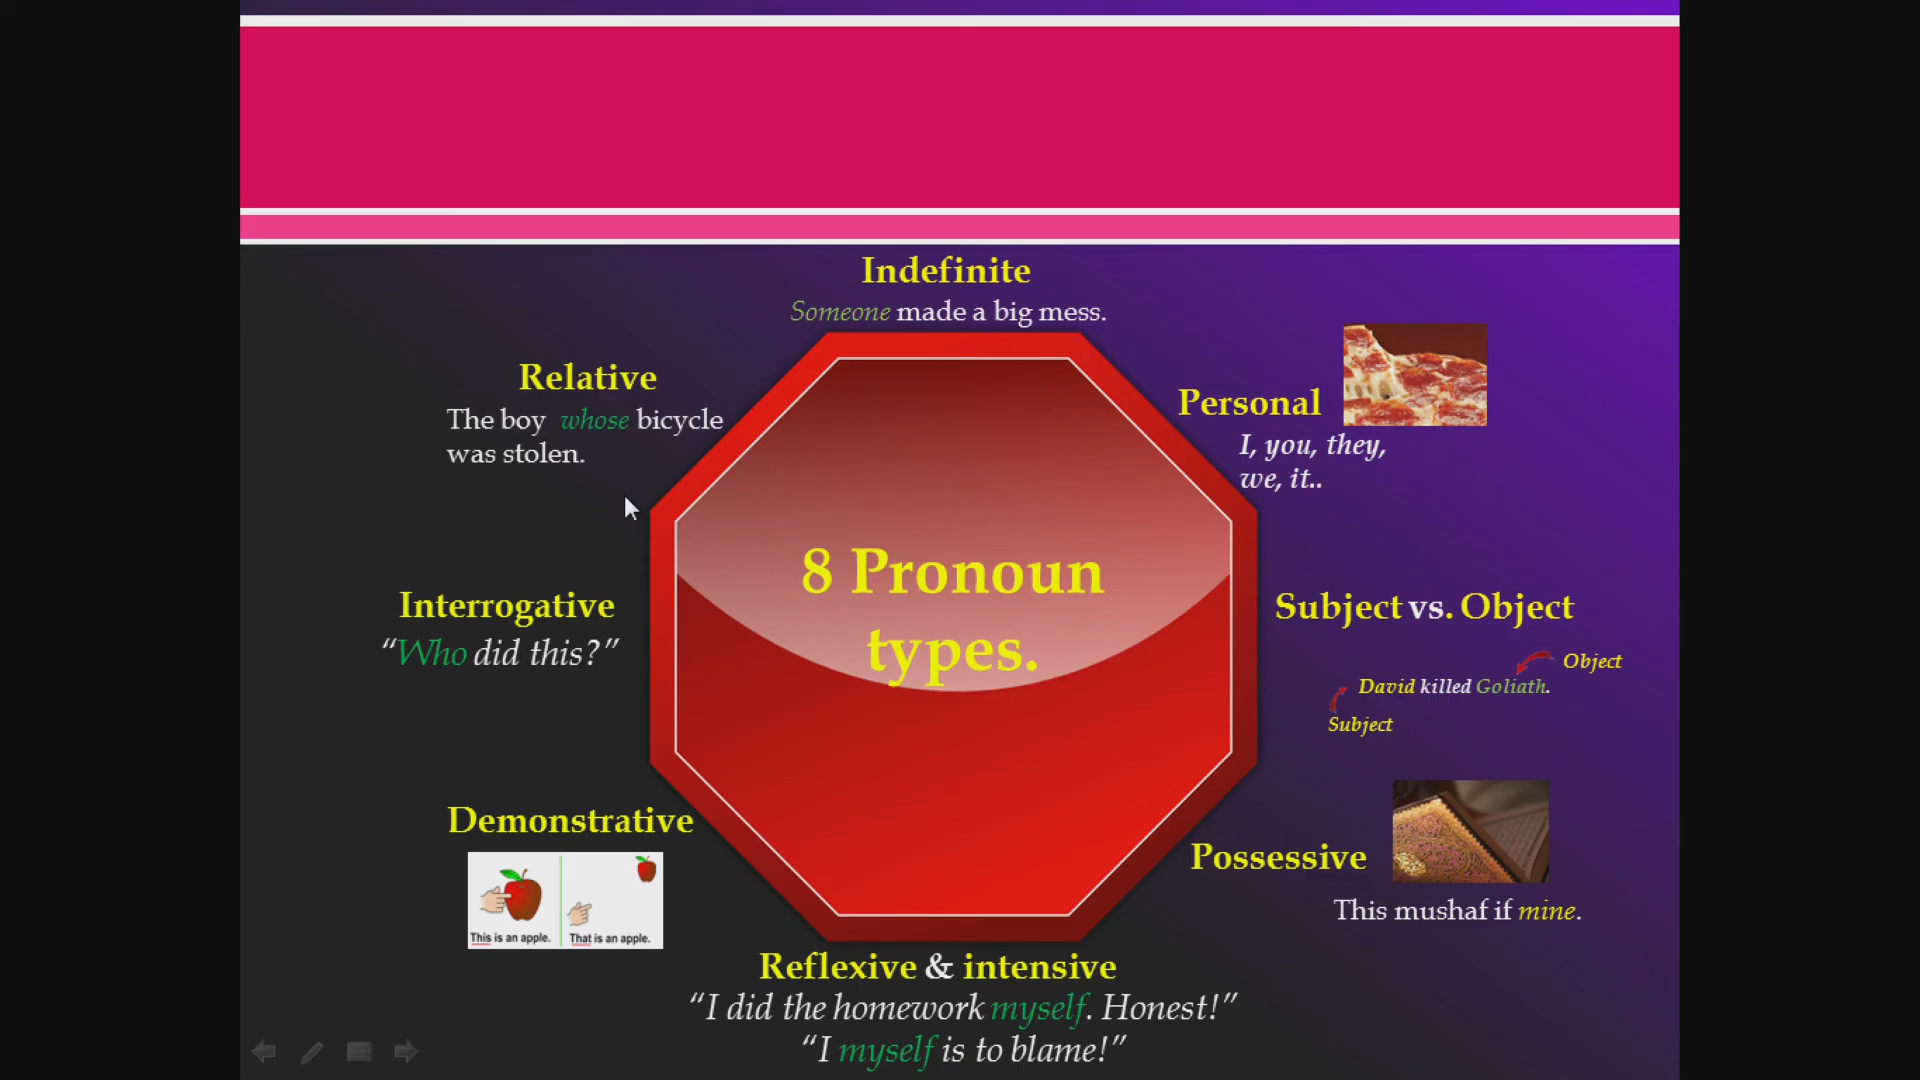 Indefinite
Someone made a big mess.
Relative
The boy whose bicycle
was stolen.
Personal
I, you, they,
we, it..
8 Pronoun
types.
Interrogative
“Who did this?”
Subject vs. Object
Object
David killed Goliath.
Subject
Demonstrative
This is an apple.
That is an apple.
Possessive
This mushaf if mine.
Reflexive & intensive
“I did the homework myself. Honest!”
“I myself is to blame!”